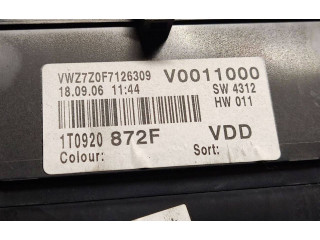 VWZ7Z0F7126309 V0011000
18.09.06 11:44 SW 4312
HW 011
1T0920 872F VDD
Colour: Sort: